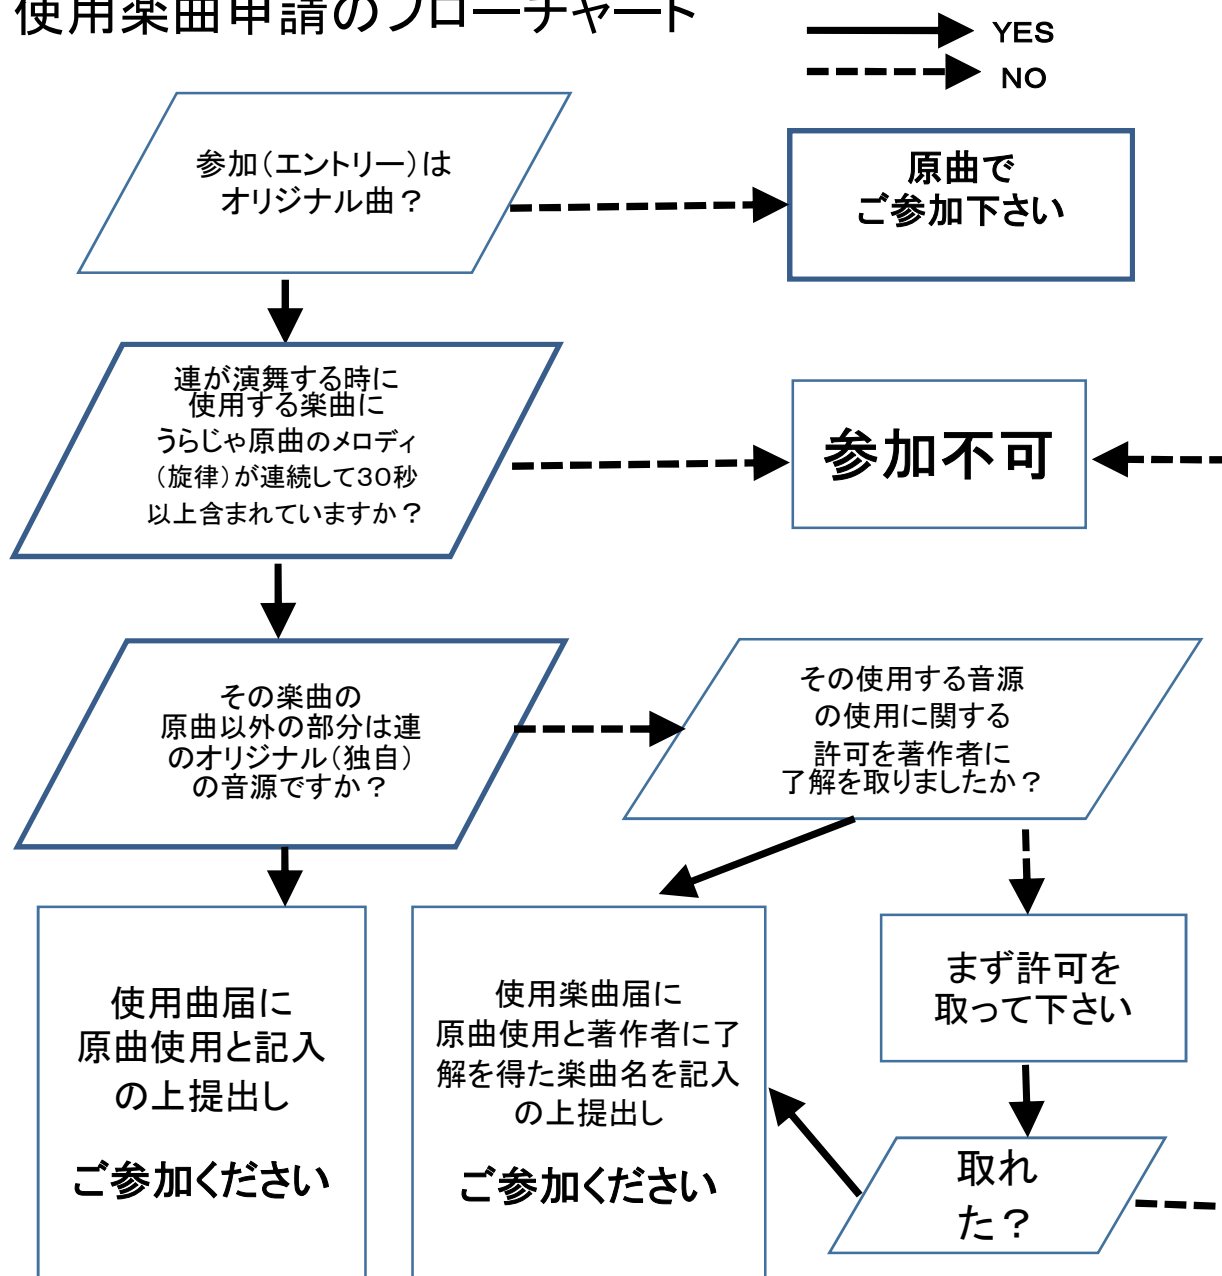 使用楽曲申請のフローチャート
YES
NO
参加(エントリー)は
オリジナル曲？
原曲で
ご参加下さい
連が演舞する時に
使用する楽曲に
うらじゃ原曲のメロディ
(旋律)が連続して30秒
以上含まれていますか？
参加不可
その楽曲の
原曲以外の部分は連
のオリジナル(独自)
の音源ですか？
その使用する音源
の使用に関する
許可を著作者に
了解を取りましたか？
使用曲届に
原曲使用と記入
の上提出し
ご参加ください
使用楽曲届に
原曲使用と著作者に了
解を得た楽曲名を記入
の上提出し
ご参加ください
まず許可を
取って下さい
取れ
た？